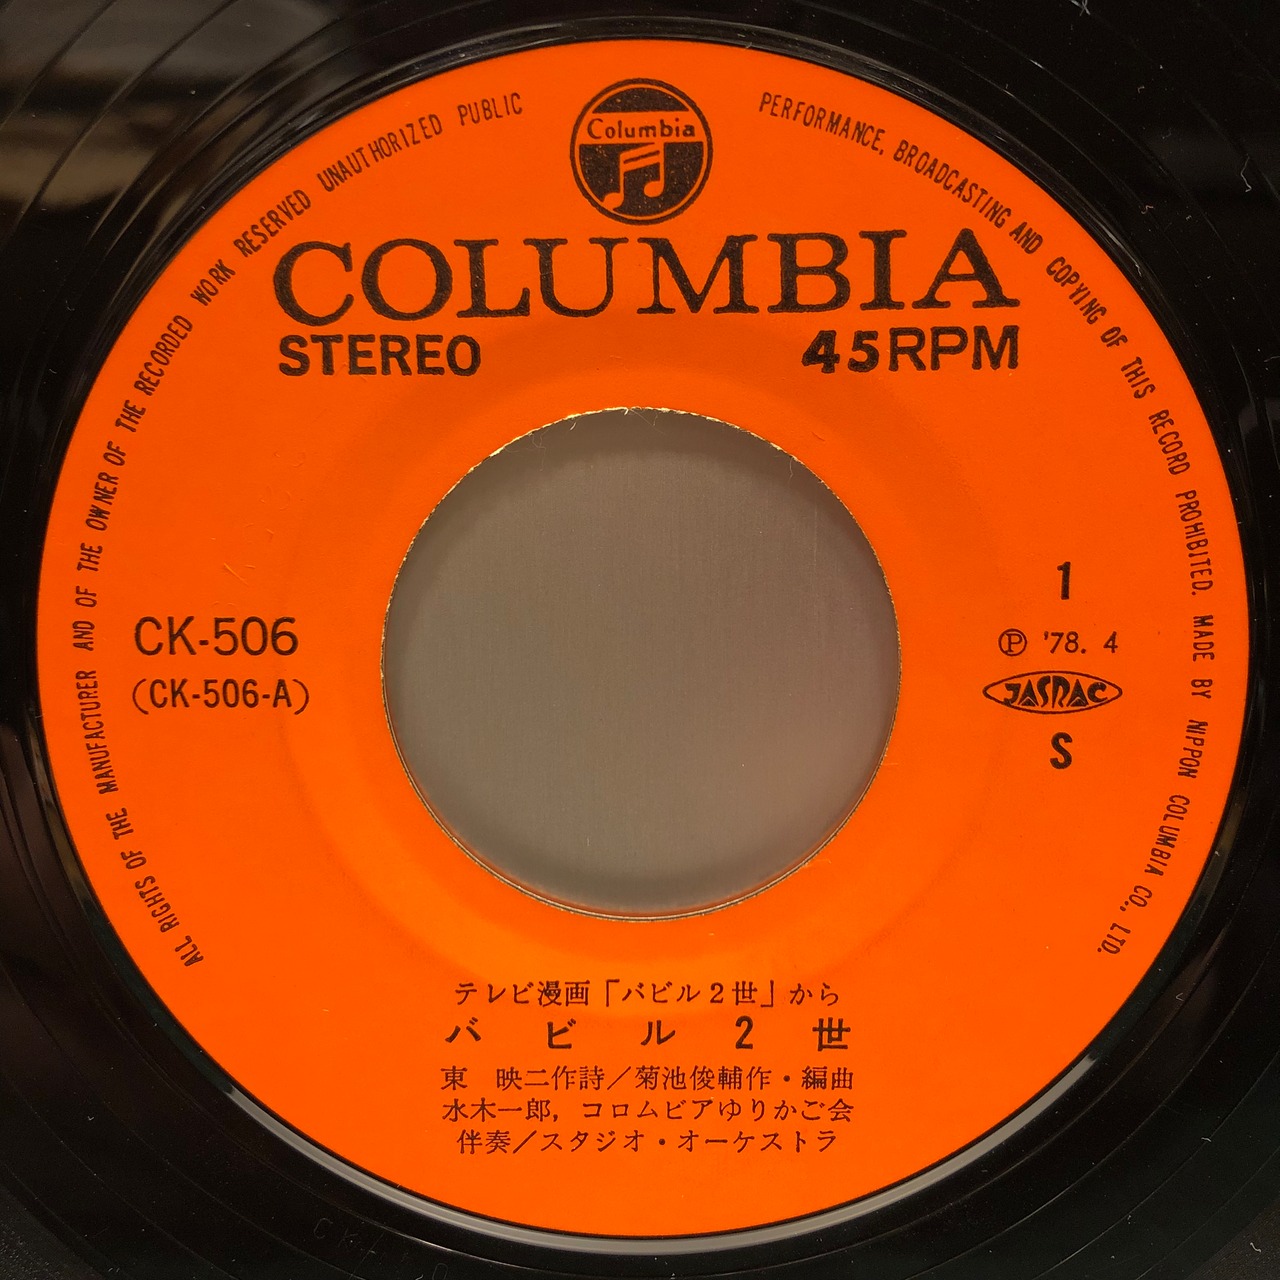 ALL RIGHTS OF THE MANUFACTURER AND OF THE OWNER OF THE RECORDED WORK RESERVED UNAUTHORIZED PUBLIC PERFORMANCE, BROADCASTING AND COPYING OF THIS RECORD PROHIBITED. MADE BY NIPPON COLUMBIA CO., LTD.
Columbia
COLUMBIA
STEREO 45RPM
CK-506
(CK-506-A)
1
Ⓟ '78. 4
JASRAC
S
テレビ漫画「バビル2世」から
バビル2世
東 映二作詩／菊池俊輔作・編曲
水木一郎, コロムビアゆりかご会
伴奏／スタジオ・オーケストラ